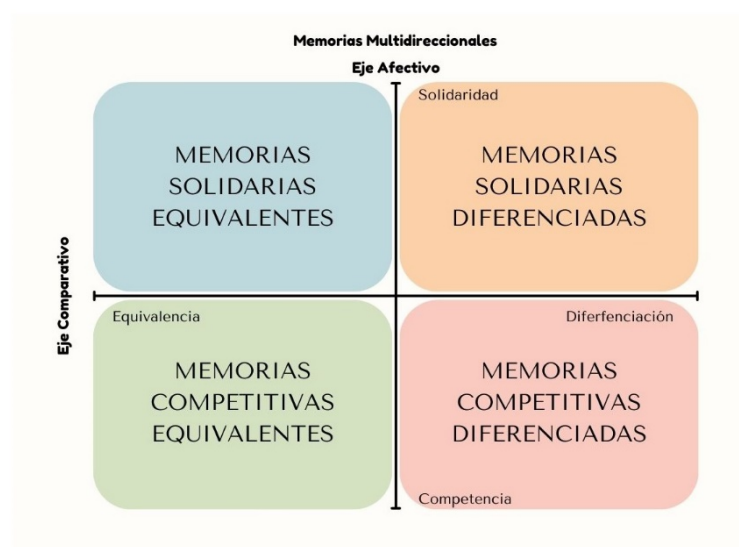 Memorias Multidireccionales
Eje Afectivo
Solidaridad
MEMORIAS
SOLIDARIAS
EQUIVALENTES
MEMORIAS
SOLIDARIAS
DIFERENCIADAS
Eje Comparativo
Equivalencia
Diferfenciación
MEMORIAS
COMPETITIVAS
EQUIVALENTES
MEMORIAS
COMPETITIVAS
DIFERENCIADAS
Competencia